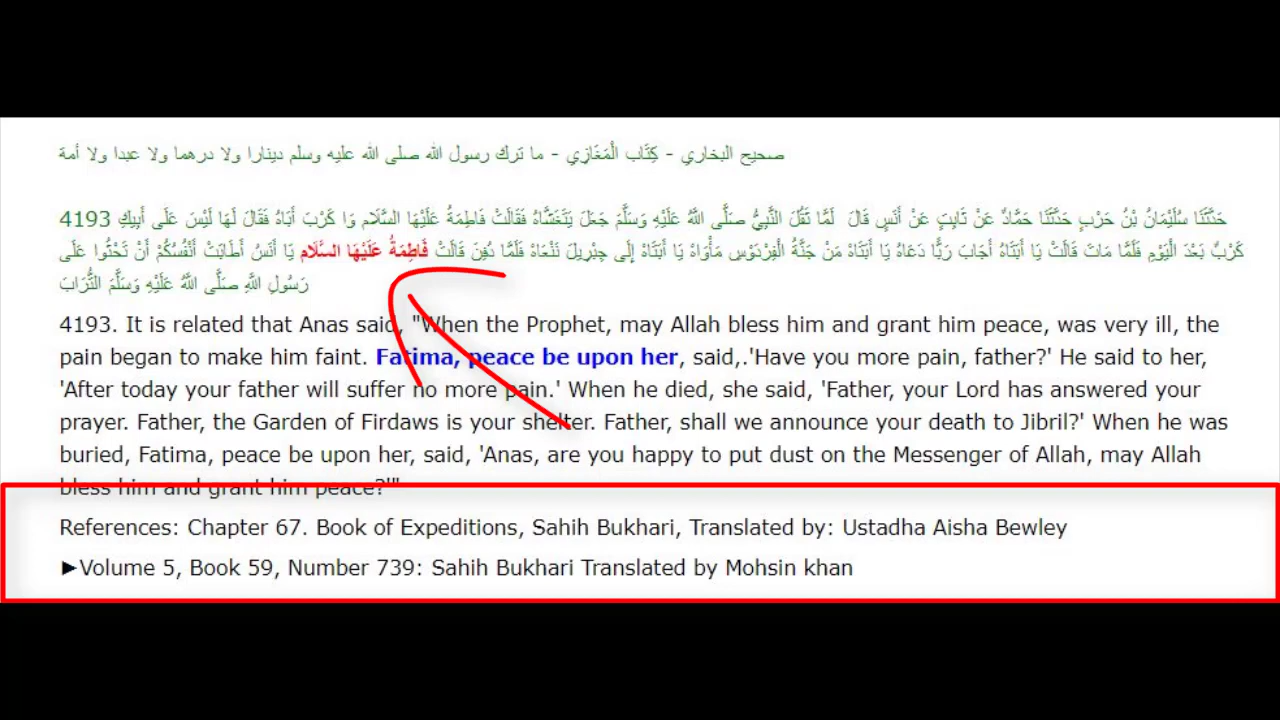 صحيح البخاري - كِتَاب الْمَغَازِي - ما ترك رسول الله صلى الله عليه وسلم دينارا ولا درهما ولا عبدا ولا أمة
4193 حَدَّثَنَا سُلَيْمَانُ بْنُ حَرْبٍ حَدَّثَنَا حَمَّادٌ عَنْ ثَابِتٍ عَنْ أَنَسٍ قَالَ لَمَّا ثَقُلَ النَّبِيُّ صَلَّى اللَّهُ عَلَيْهِ وَسَلَّمَ جَعَلَ يَتَغَشَّاهُ فَقَالَتْ فَاطِمَةُ عَلَيْهَا السَّلَام وَا كَرْبَ أَبَاهُ فَقَالَ لَهَا لَيْسَ عَلَى أَبِيكِ
كَرْبٌ بَعْدَ الْيَوْمِ فَلَمَّا مَاتَ قَالَتْ يَا أَبَتَاهُ أَجَابَ رَبًّا دَعَاهُ يَا أَبَتَاهْ مَنْ جَنَّةُ الْفِرْدَوْسِ مَأْوَاهْ يَا أَبَتَاهْ إِلَى جِبْرِيلَ نَنْعَاهْ فَلَمَّا دُفِنَ قَالَتْ فَاطِمَةُ عَلَيْهَا السَّلَام يَا أَنَسُ أَطَابَتْ أَنْفُسُكُمْ أَنْ تَحْثُوا عَلَى
رَسُولِ اللَّهِ صَلَّى اللَّهُ عَلَيْهِ وَسَلَّمَ التُّرَابَ
4193. It is related that Anas said, "When the Prophet, may Allah bless him and grant him peace, was very ill, the
pain began to make him faint. Fatima, peace be upon her, said,.'Have you more pain, father?' He said to her,
'After today your father will suffer no more pain.' When he died, she said, 'Father, your Lord has answered your
prayer. Father, the Garden of Firdaws is your shelter. Father, shall we announce your death to Jibril?' When he was
buried, Fatima, peace be upon her, said, 'Anas, are you happy to put dust on the Messenger of Allah, may Allah
bless him and grant him peace?'"
References: Chapter 67. Book of Expeditions, Sahih Bukhari, Translated by: Ustadha Aisha Bewley
►Volume 5, Book 59, Number 739: Sahih Bukhari Translated by Mohsin khan